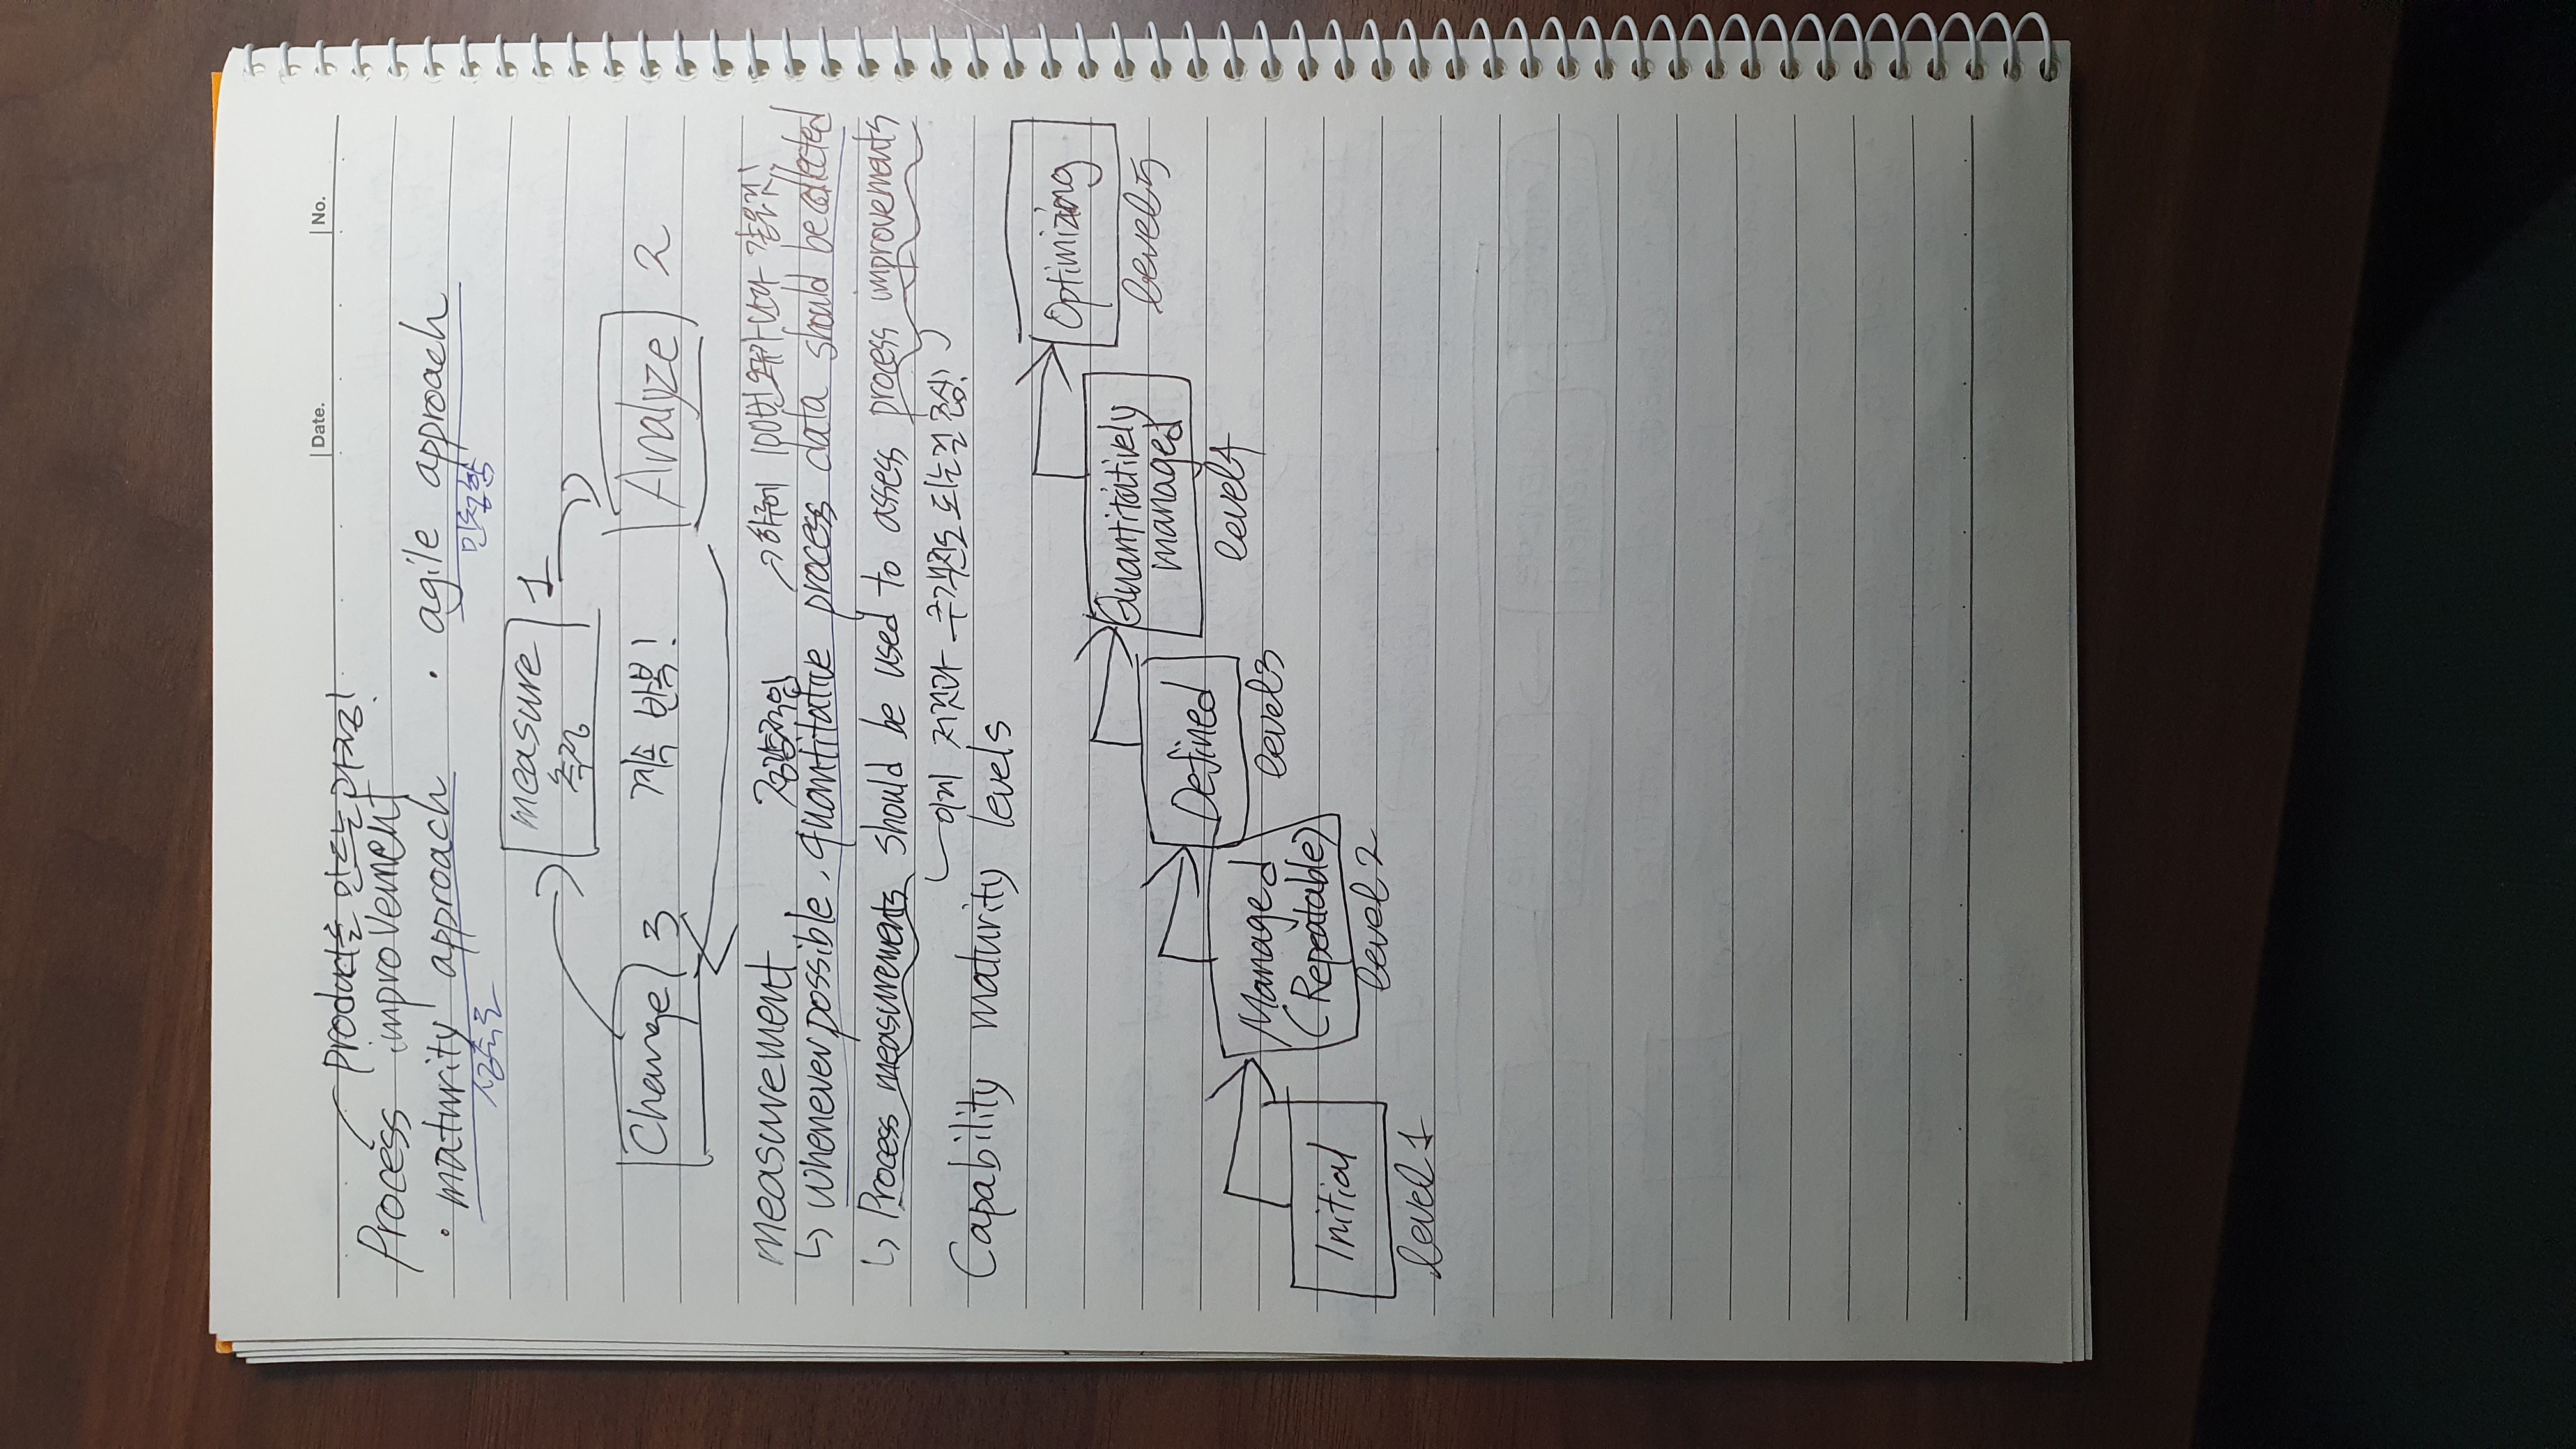 Date.
No.
product를 만드는 과정!
Process improvement
· maturity approach · agile approach
성숙도 민첩함
measure 1
측정
Change 3 계속 반복! Analyze 2
measurement 정량적인 → 하루에 100번 오류가 난다 같은것!
↳ whenever possible, quantitative process data should be collected
↳ Process measurements should be used to assess process improvements
이게 저것과 주객전도 되는걸 조심!
Capability maturity levels
Optimizing
level 5
Quantitatively
managed
level 4
Defined
level 3
Managed
(Repeatable)
level 2
Initial
level 1